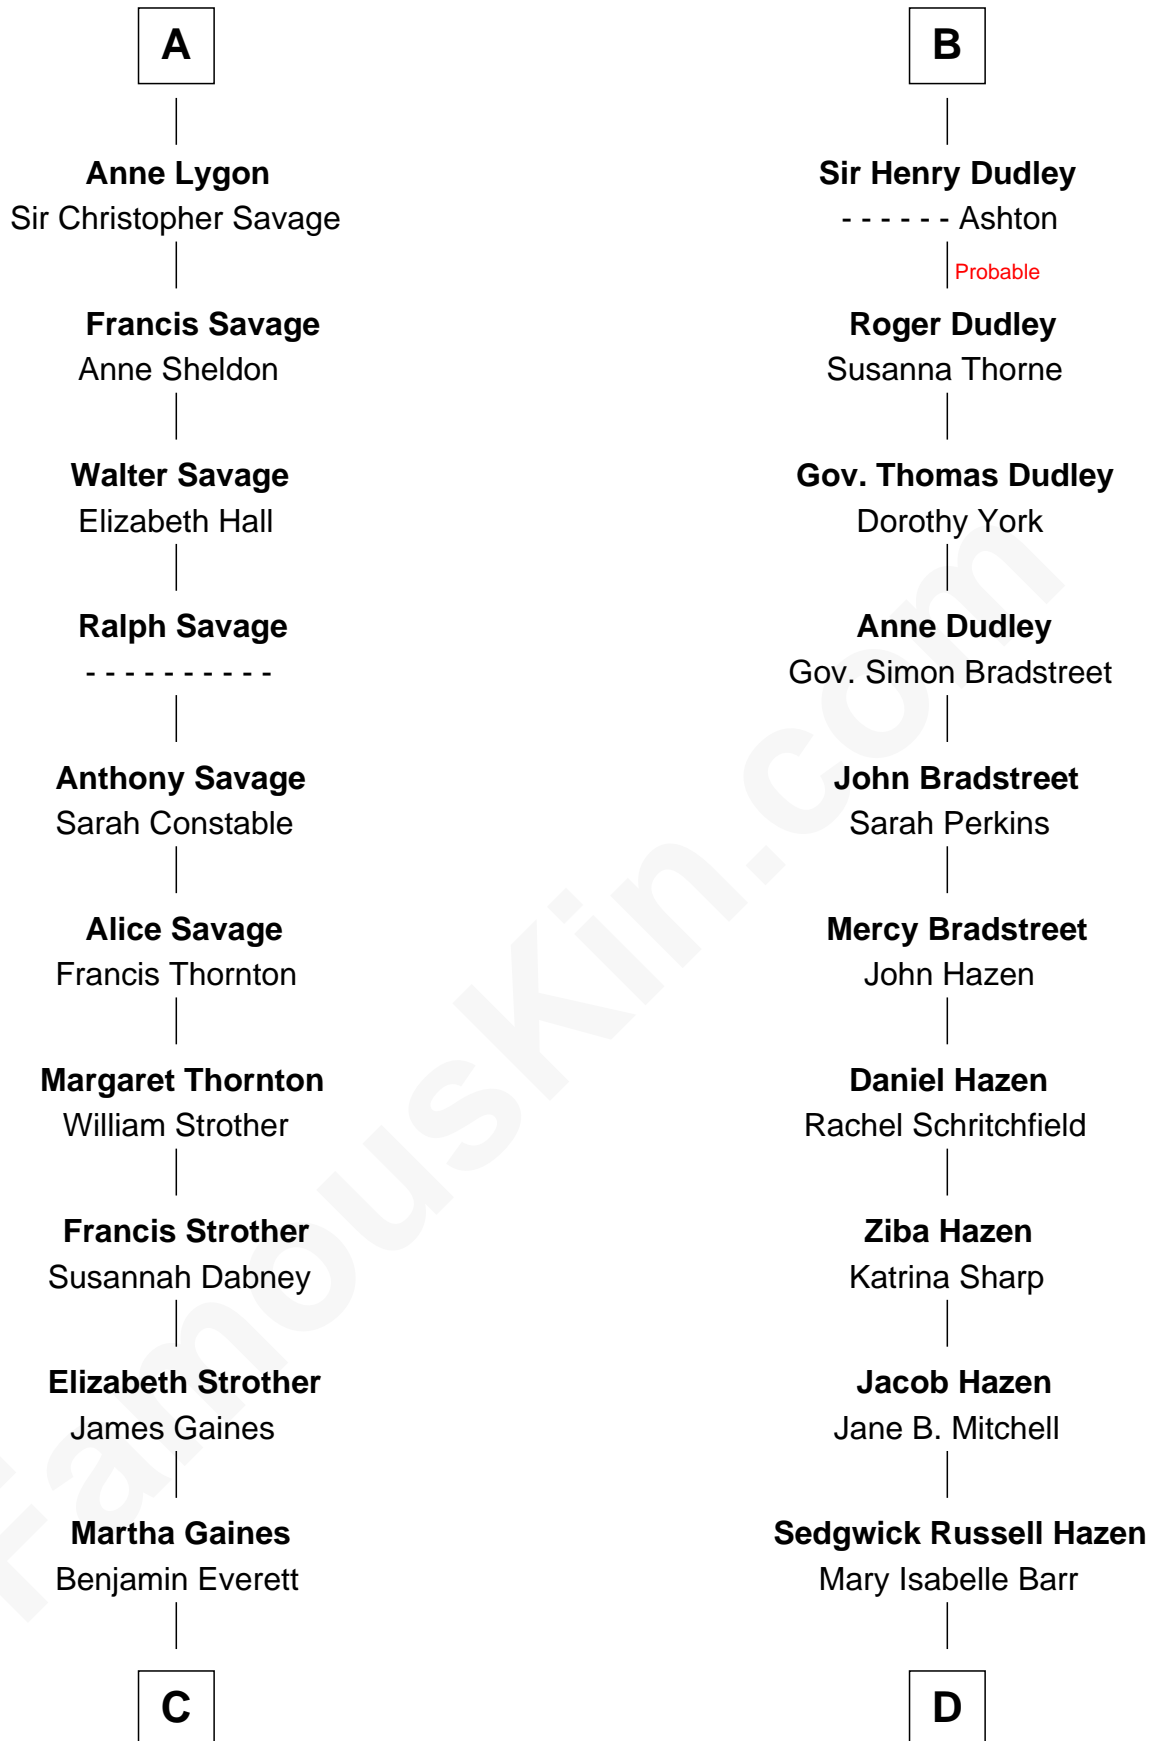 A
Anne Lygon
Sir Christopher Savage
Francis Savage
Anne Sheldon
Walter Savage
Elizabeth Hall
Ralph Savage
- - - - - - - - - -
Anthony Savage
Sarah Constable
Alice Savage
Francis Thornton
Margaret Thornton
William Strother
Francis Strother
Susannah Dabney
Elizabeth Strother
James Gaines
Martha Gaines
Benjamin Everett
C
B
Sir Henry Dudley
- - - - - - Ashton
Probable
Roger Dudley
Susanna Thorne
Gov. Thomas Dudley
Dorothy York
Anne Dudley
Gov. Simon Bradstreet
John Bradstreet
Sarah Perkins
Mercy Bradstreet
John Hazen
Daniel Hazen
Rachel Schritchfield
Ziba Hazen
Katrina Sharp
Jacob Hazen
Jane B. Mitchell
Sedgwick Russell Hazen
Mary Isabelle Barr
D
FamousKin.com